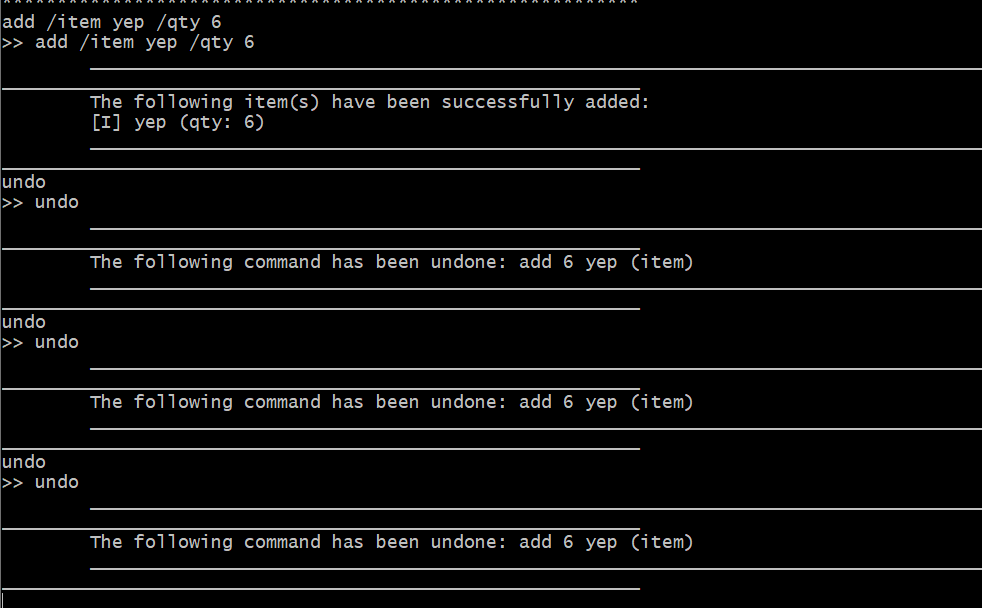 add /item yep /qty 6
>> add /item yep /qty 6
The following item(s) have been successfully added:
[I] yep (qty: 6)
undo
>> undo
The following command has been undone: add 6 yep (item)
undo
>> undo
The following command has been undone: add 6 yep (item)
undo
>> undo
The following command has been undone: add 6 yep (item)